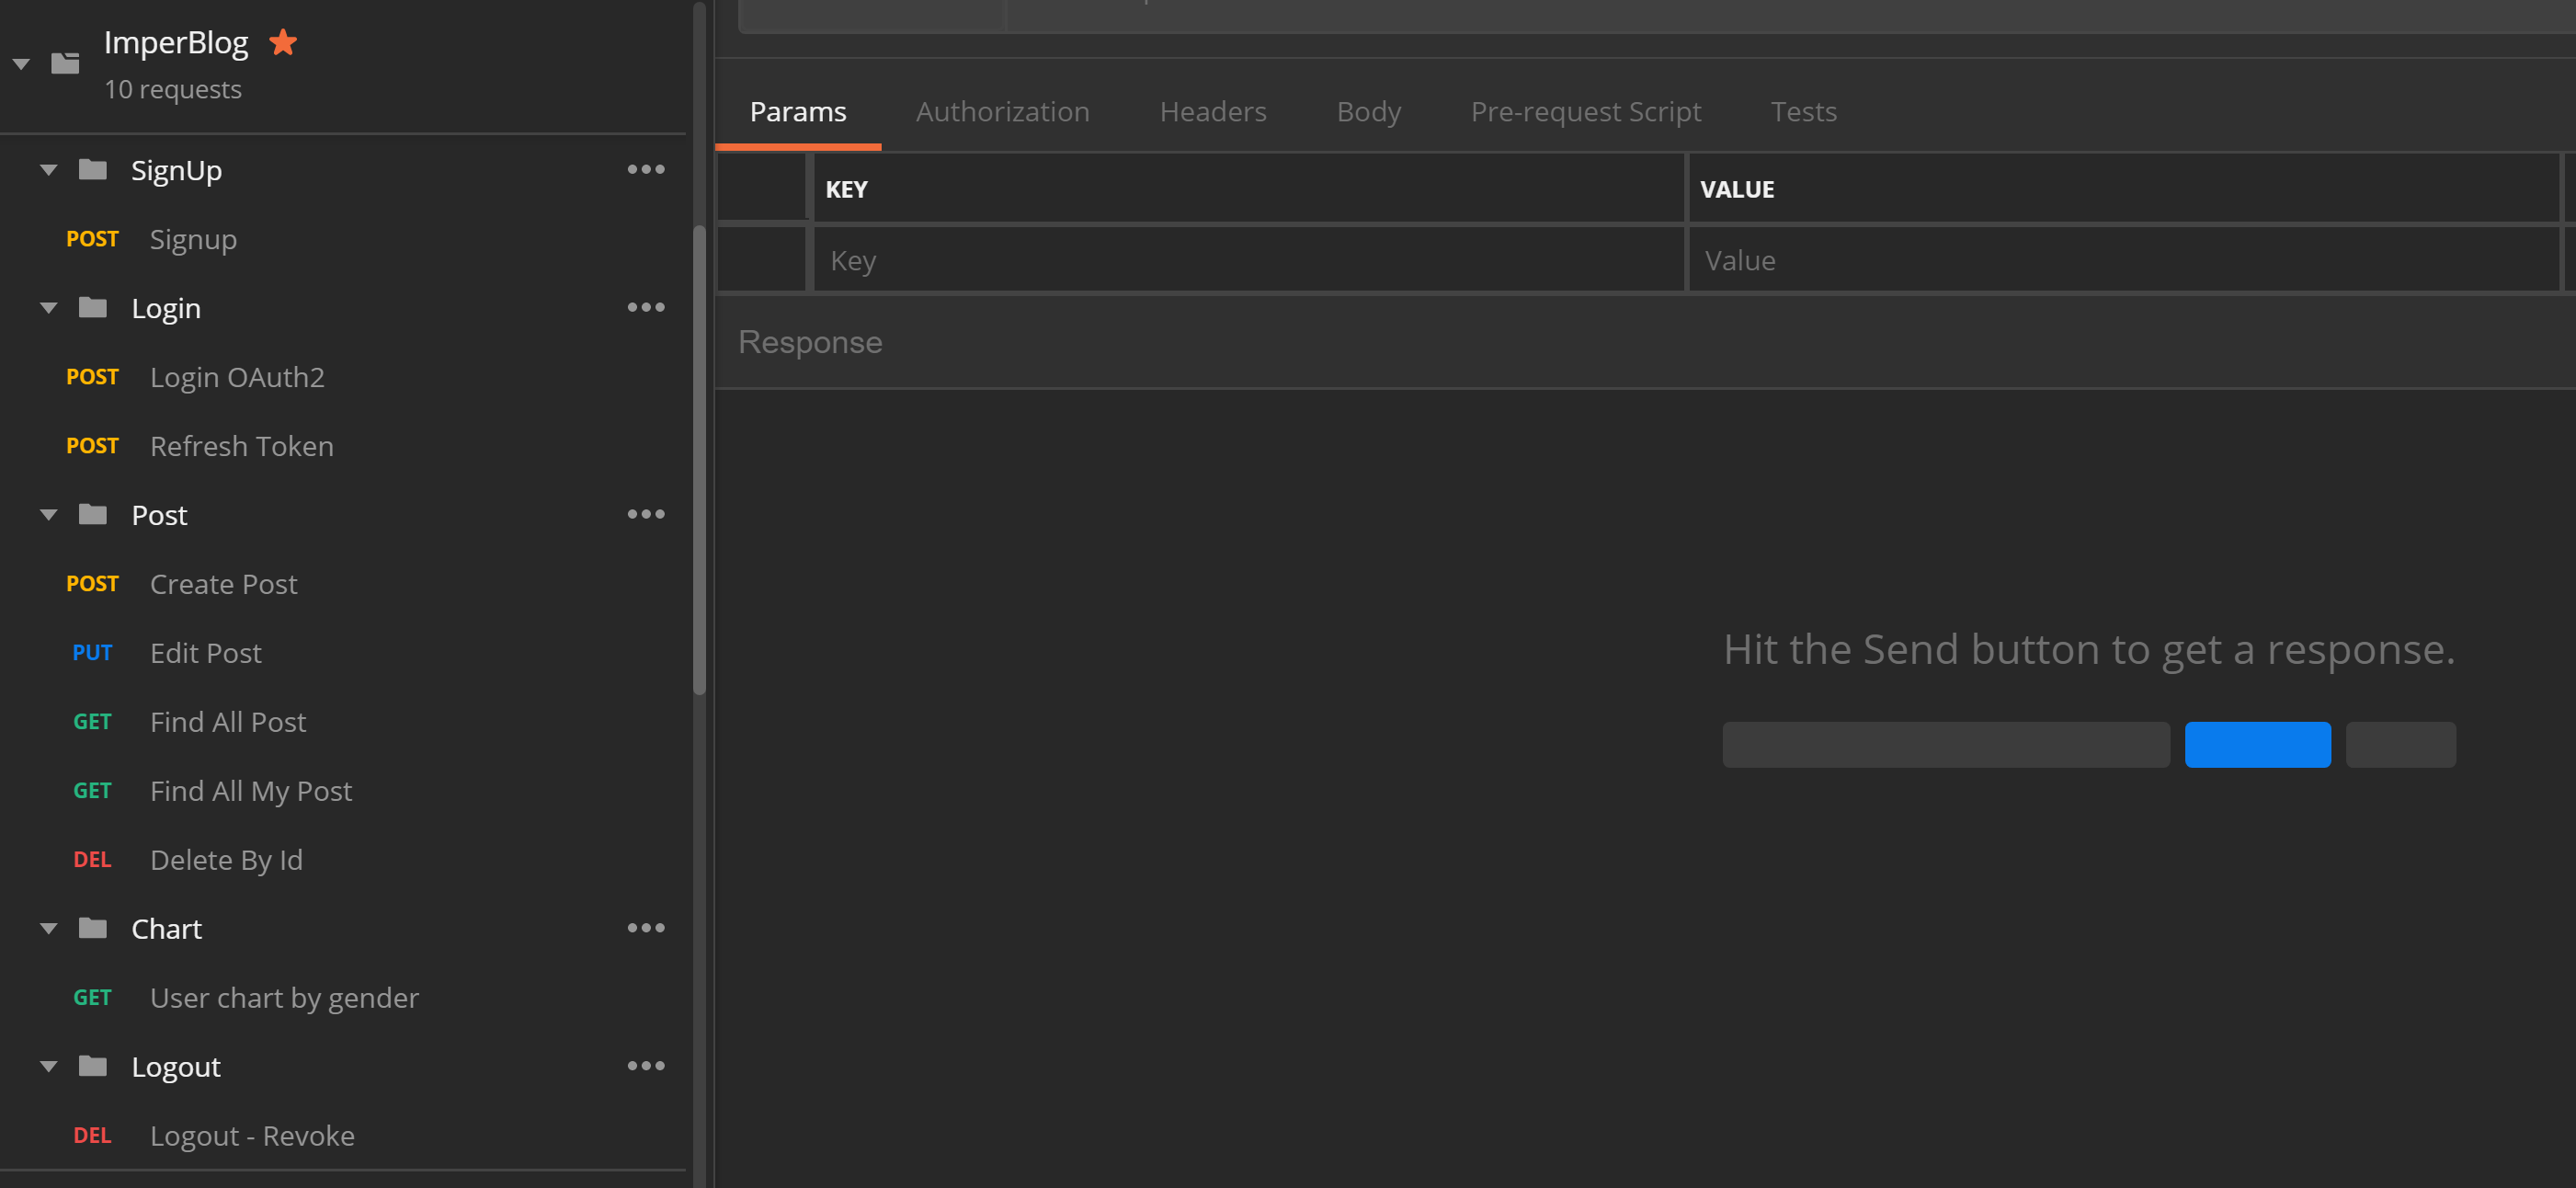 ImperBlog
10 requests
SignUp
POST Signup
Login
POST Login OAuth2
POST Refresh Token
Post
POST Create Post
PUT Edit Post
GET Find All Post
GET Find All My Post
DEL Delete By Id
Chart
GET User chart by gender
Logout
DEL Logout - Revoke
Params Authorization Headers Body Pre-request Script Tests
KEY VALUE
Key Value
Response
Hit the Send button to get a response.